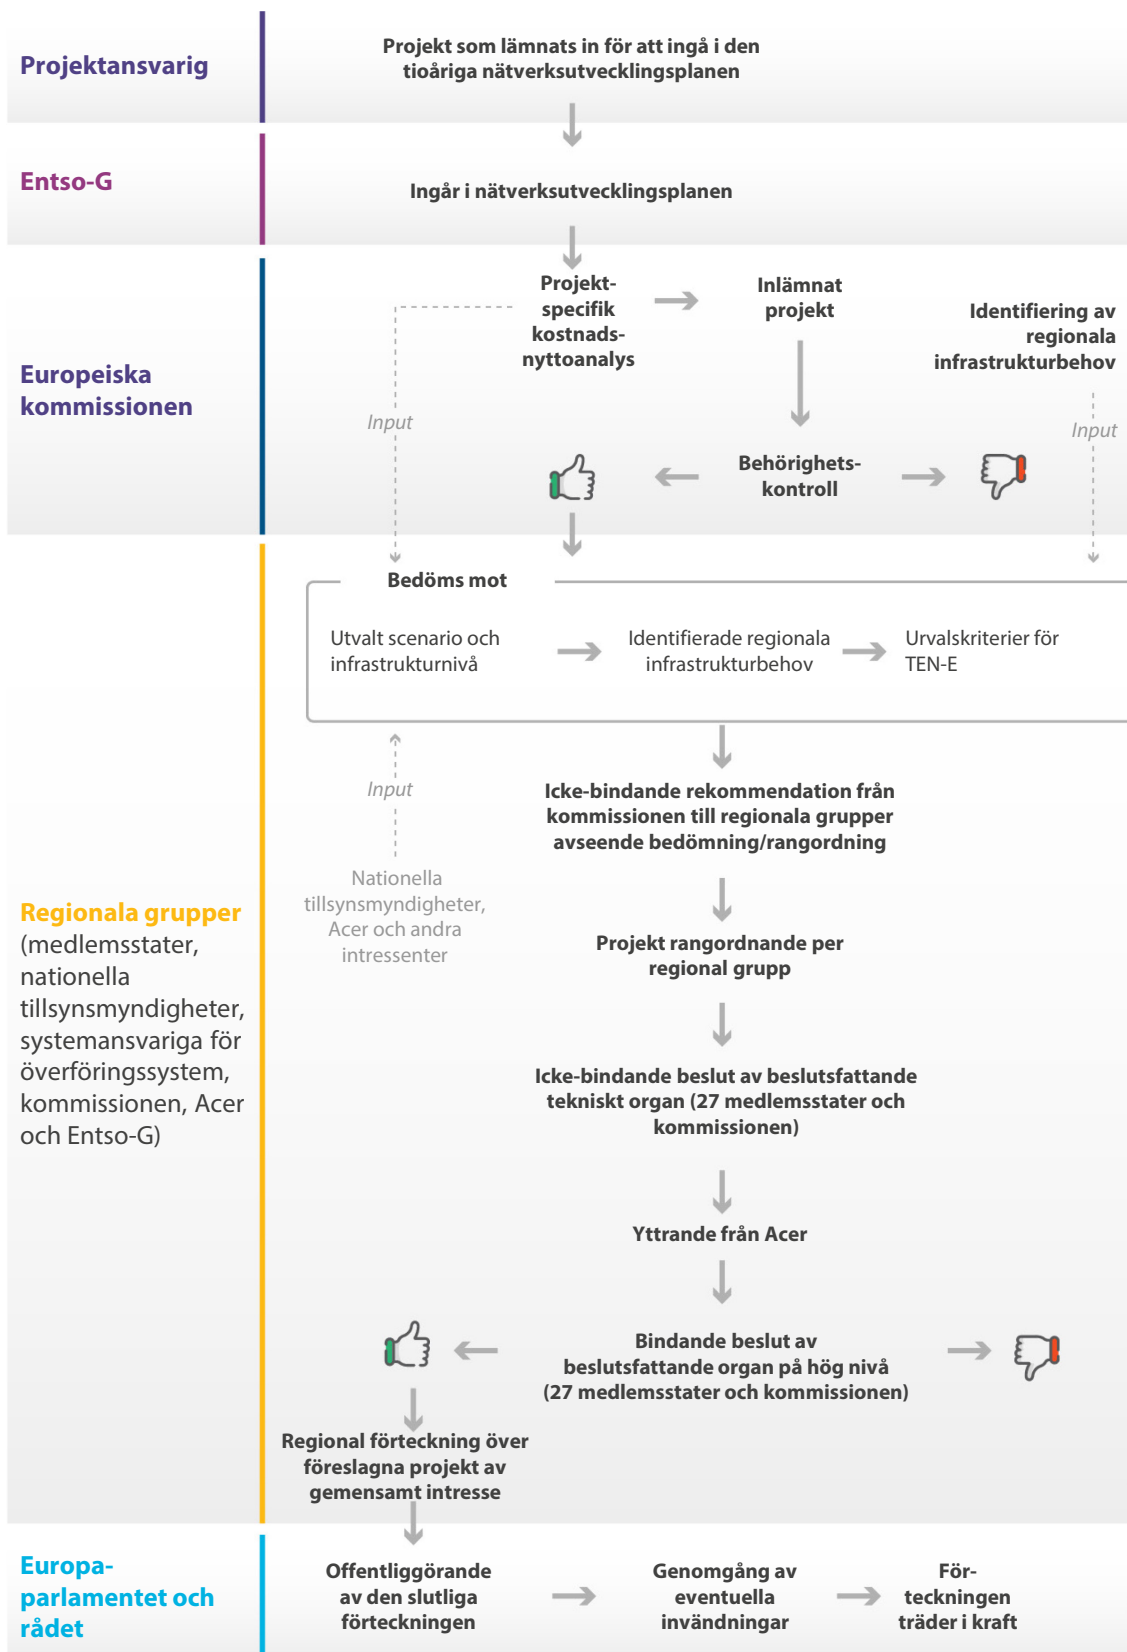 Projektansvarig
Projekt som lämnats in för att ingå i den
tioåriga nätverksutvecklingsplanen
Entso-G
Ingår i nätverksutvecklingsplanen
Europeiska
kommissionen
Projekt-
specifik
kostnads-
nyttoanalys
Inlämnat
projekt
Identifiering av
regionala
infrastrukturbehov
Input
Input
Behörighets-
kontroll
Regionala grupper
(medlemsstater,
nationella
tillsynsmyndigheter,
systemansvariga för
överföringssystem,
kommissionen, Acer
och Entso-G)
Bedöms mot
Utvalt scenario och
infrastrukturnivå
Identifierade regionala
infrastrukturbehov
Urvalskriterier för
TEN-E
Input
Nationella
tillsynsmyndigheter,
Acer och andra
intressenter
Icke-bindande rekommendation från
kommissionen till regionala grupper
avseende bedömning/rangordning
Projekt rangordnande per
regional grupp
Icke-bindande beslut av beslutsfattande
tekniskt organ (27 medlemsstater och
kommissionen)
Yttrande från Acer
Bindande beslut av
beslutsfattande organ på hög nivå
(27 medlemsstater och kommissionen)
Regional förteckning över
föreslagna projekt av
gemensamt intresse
Europa-
parlamentet och
rådet
Offentliggörande
av den slutliga
förteckningen
Genomgång av
eventuella
invändningar
För-
teckningen
träder i kraft